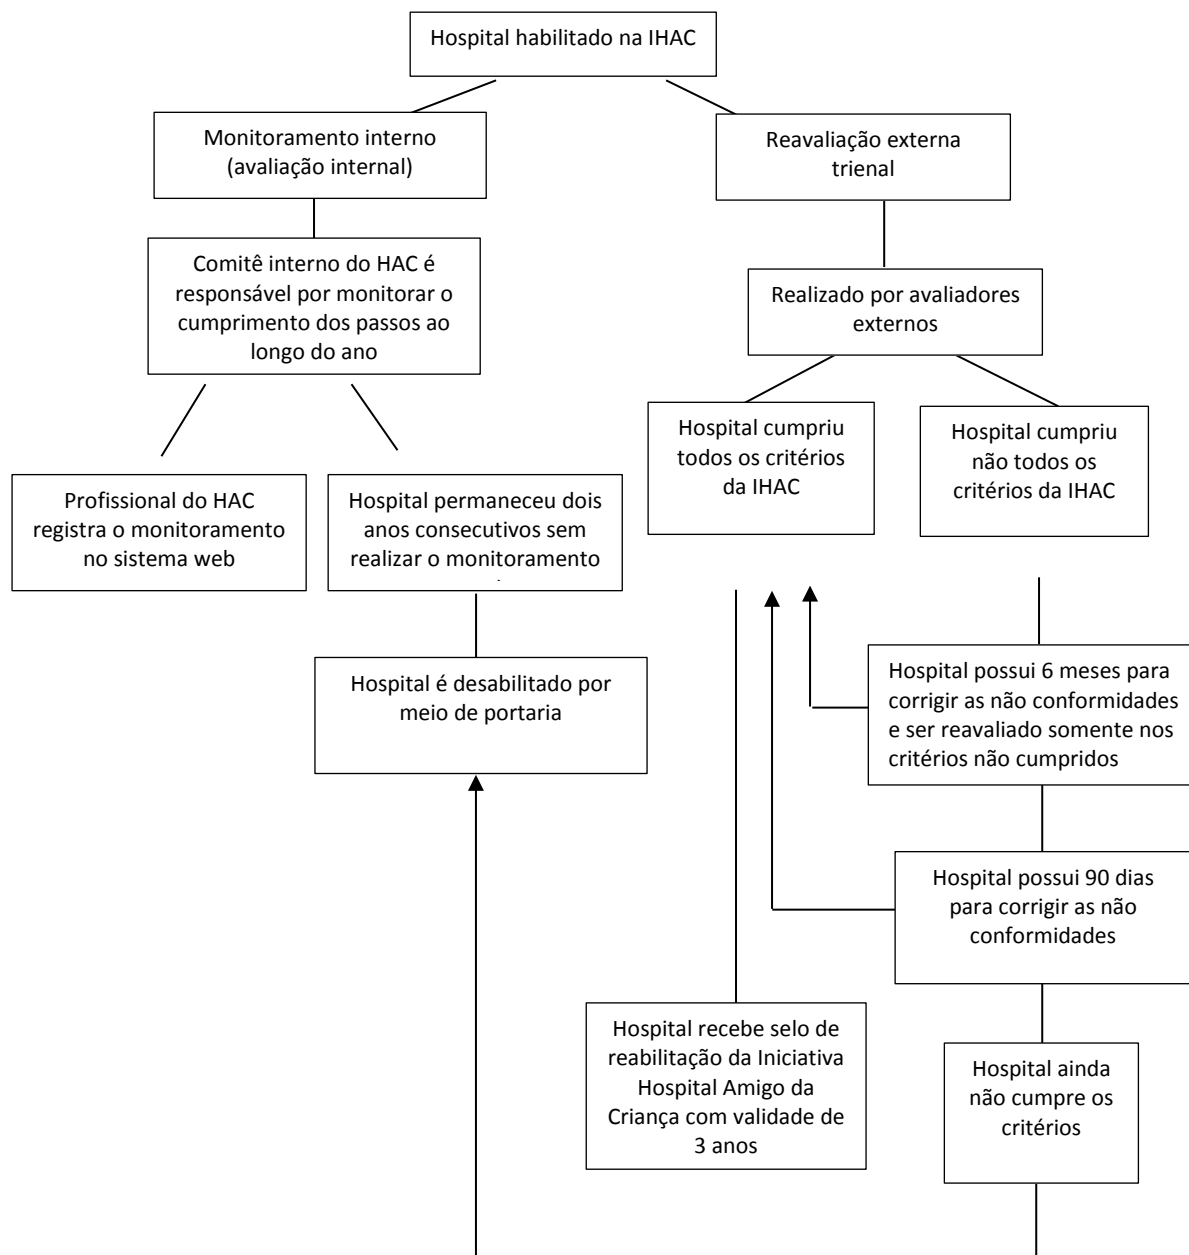 Hospital habilitado na IHAC
Monitoramento interno
(avaliação internal)
Reavaliação externa
trienal
Comitê interno do HAC é
responsável por monitorar o
cumprimento dos passos ao
longo do ano
Realizado por avaliadores
externos
Hospital cumpriu
todos os critérios
da IHAC
Hospital cumpriu
não todos os
critérios da IHAC
Profissional do HAC
registra o monitoramento
no sistema web
Hospital permaneceu dois
anos consecutivos sem
realizar o monitoramento
Hospital é desabilitado por
meio de portaria
Hospital possui 6 meses para
corrigir as não conformidades
e ser reavaliado somente nos
critérios não cumpridos
Hospital possui 90 dias
para corrigir as não
conformidades
Hospital recebe selo de
reabilitação da Iniciativa
Hospital Amigo da
Criança com validade de
3 anos
Hospital ainda
não cumpre os
critérios